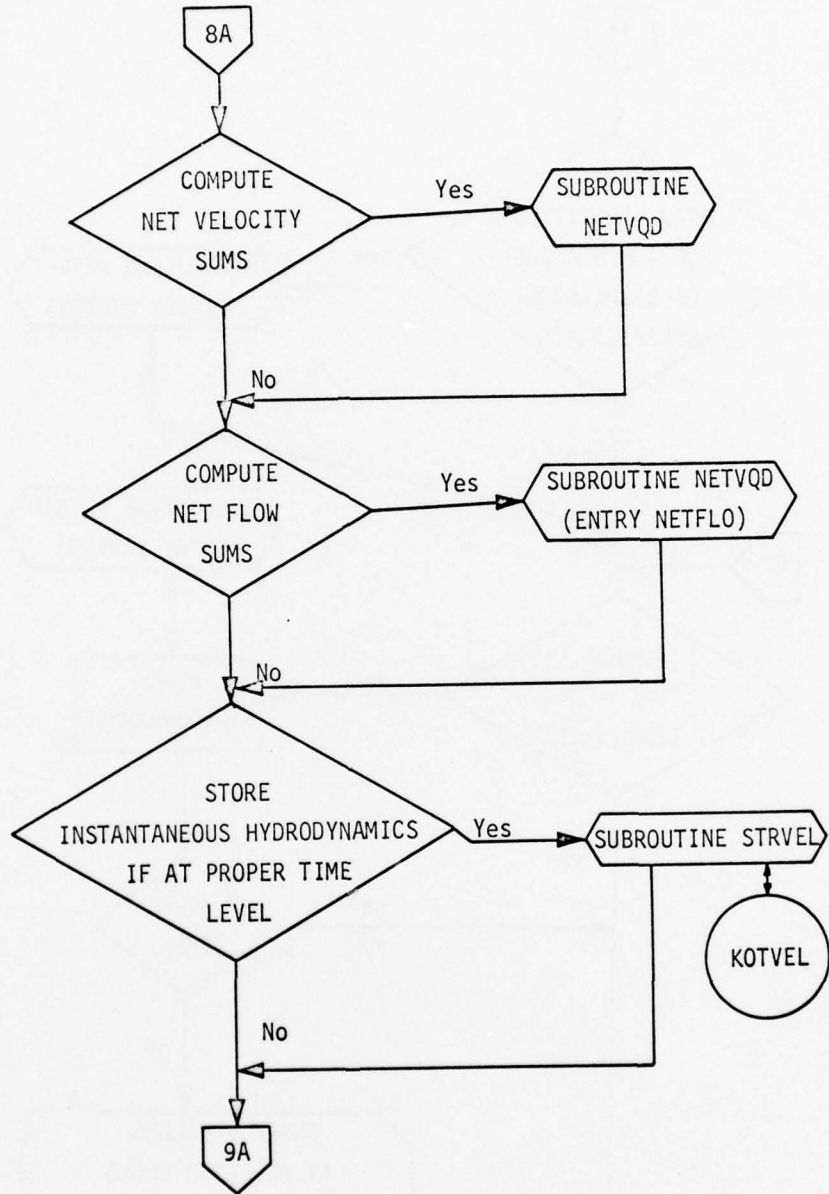 8A
COMPUTE
NET VELOCITY
SUMS
Yes
SUBROUTINE
NETVQD
No
COMPUTE
NET FLOW
SUMS
Yes
SUBROUTINE NETVQD
(ENTRY NETFLO)
No
STORE
INSTANTANEOUS HYDRODYNAMICS
IF AT PROPER TIME
LEVEL
Yes
SUBROUTINE STRVEL
KOTVEL
No
9A